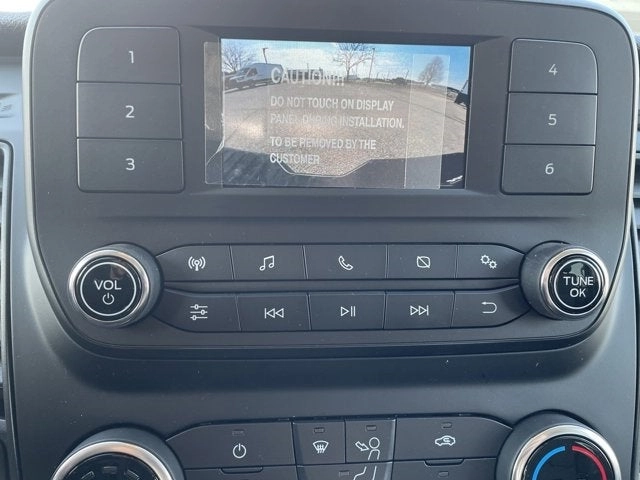 1
2
3
4
5
6
CAUTION!!!
DO NOT TOUCH ON DISPLAY
PANEL DURING INSTALLATION.
TO BE REMOVED BY THE
CUSTOMER
VOL
TUNE
OK